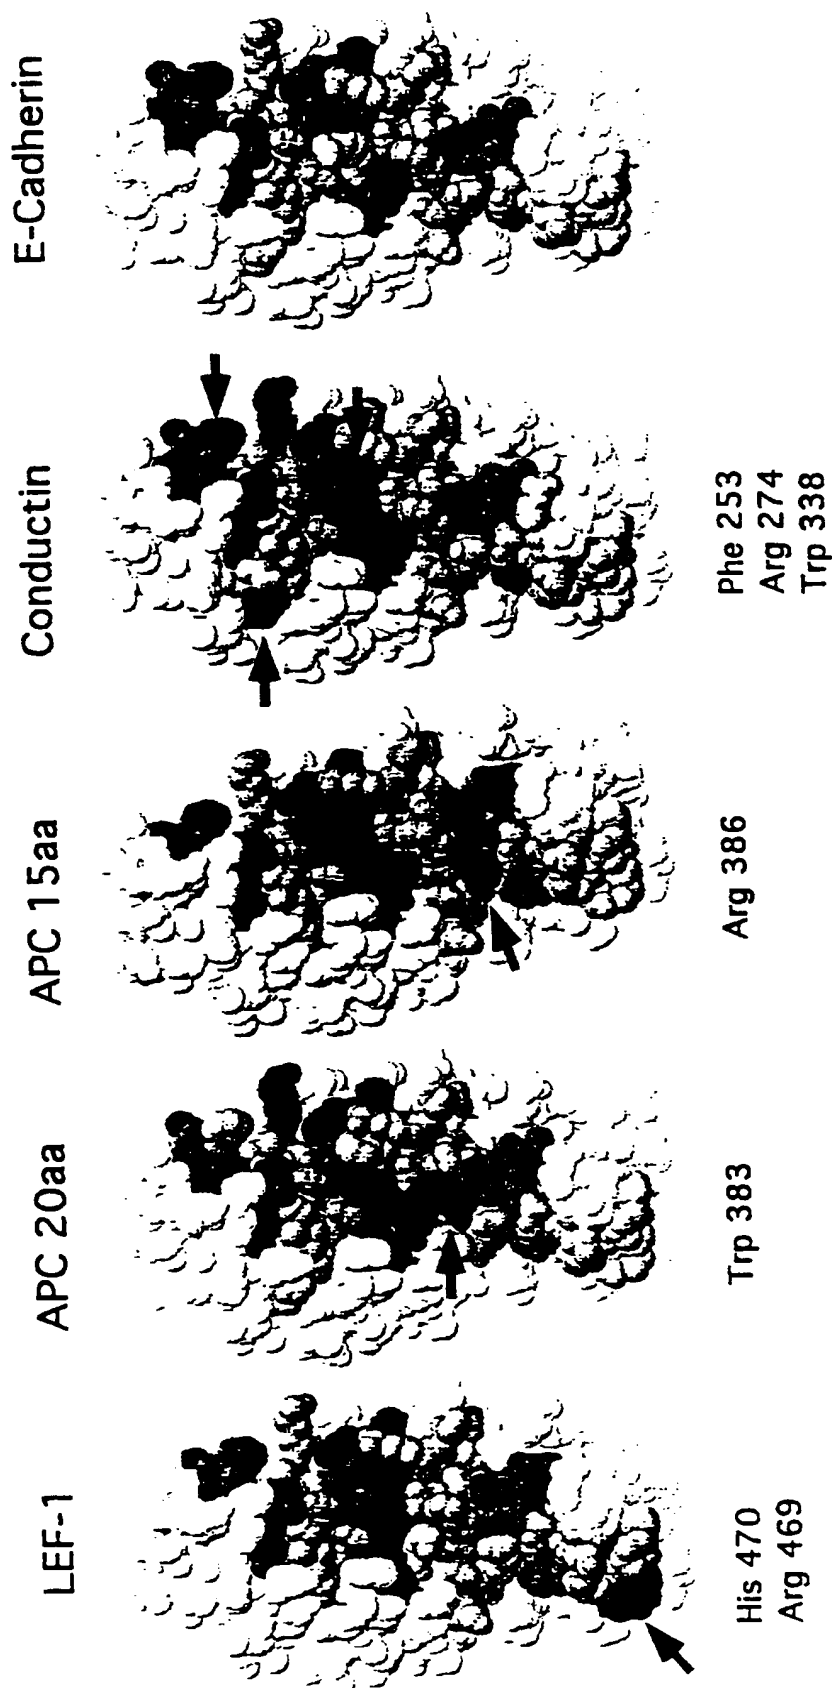 LEF-1
APC 20aa
APC 15aa
Conductin
E-Cadherin
His 470
Arg 469
Trp 383
Arg 386
Phe 253
Arg 274
Trp 338